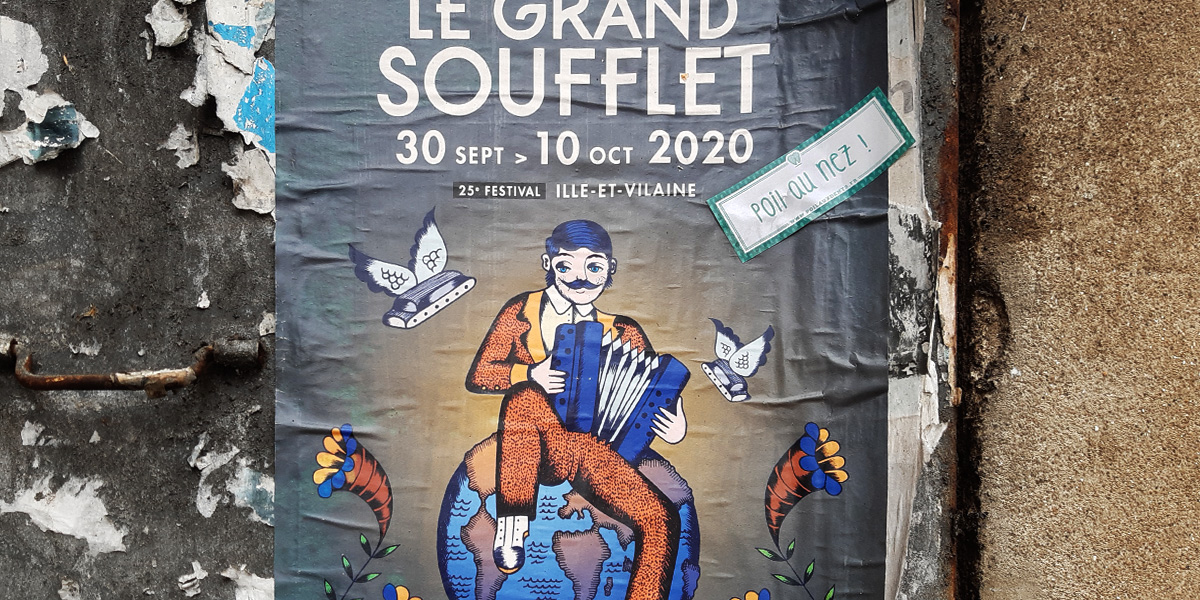 LE GRAND
SOUFFLET
30 SEPT > 10 OCT 2020
25e FESTIVAL ILLE-ET-VILAINE
poil au nez !